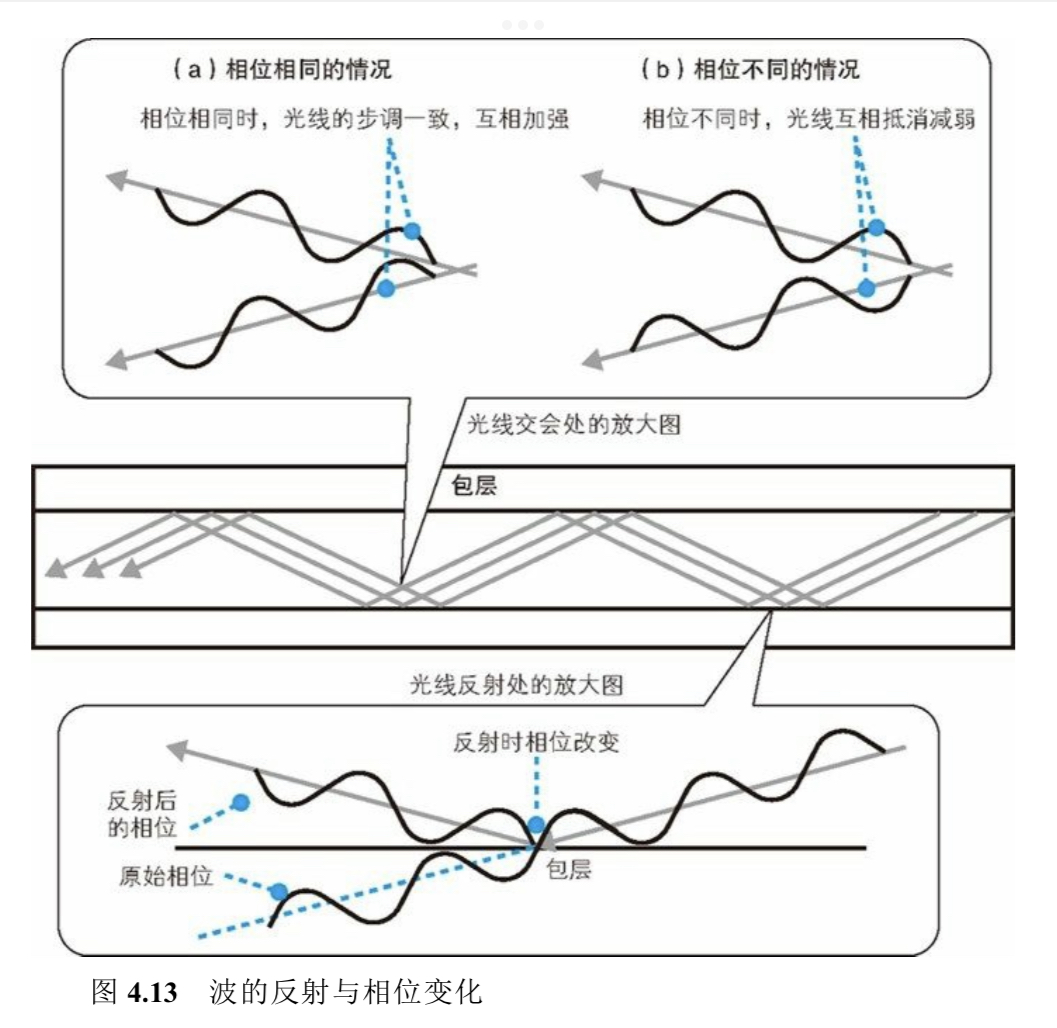 （a）相位相同的情况
（b）相位不同的情况
相位相同时，光线的步调一致，互相加强
相位不同时，光线互相抵消减弱
光线交会处的放大图
包层
光线反射处的放大图
反射时相位改变
反射后
的相位
原始相位
包层
图 4.13 波的反射与相位变化